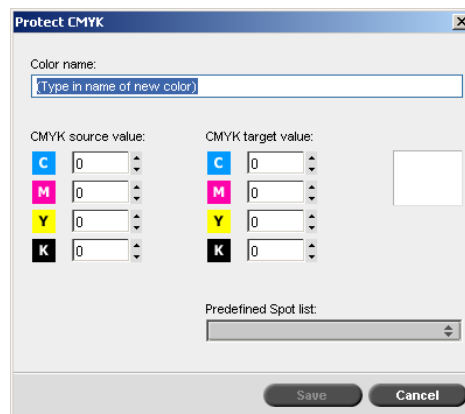 Protect CMYK
Color name:
(Type in name of new color)
CMYK source value: CMYK target value:
C 0 C 0
M 0 M 0
Y 0 Y 0
K 0 K 0
Predefined Spot list:
Save Cancel